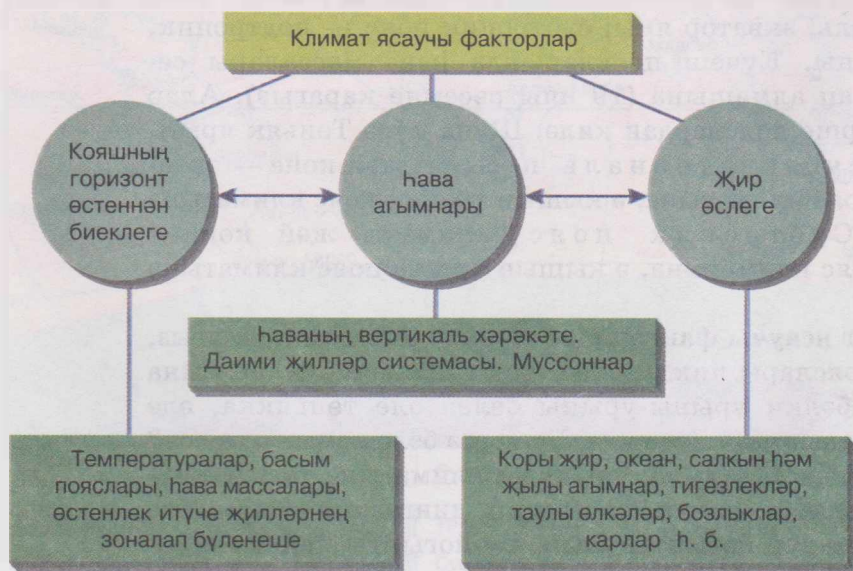 Климат ясаучы факторлар
Кояшның
горизонт
өстеннән
биеклеге
Һава
агымнары
Җир
өслеге
Һаваның вертикаль хәрәкәте.
Даими җилләр системасы. Муссоннар
Температуралар, басым
пояслары, һава массалары,
өстенлек итүче җилләрнең
зоналап бүленеше
Коры җир, океан, салкын һәм
җылы агымнар, тигезлекләр,
таулы өлкәләр, бозлыклар,
карлар һ. б.